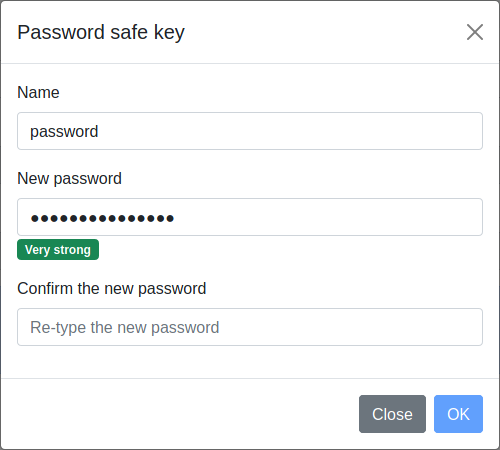 Password safe key
Name
password
New password
●●●●●●●●●●●●●●●
Very strong
Confirm the new password
Re-type the new password
Close OK